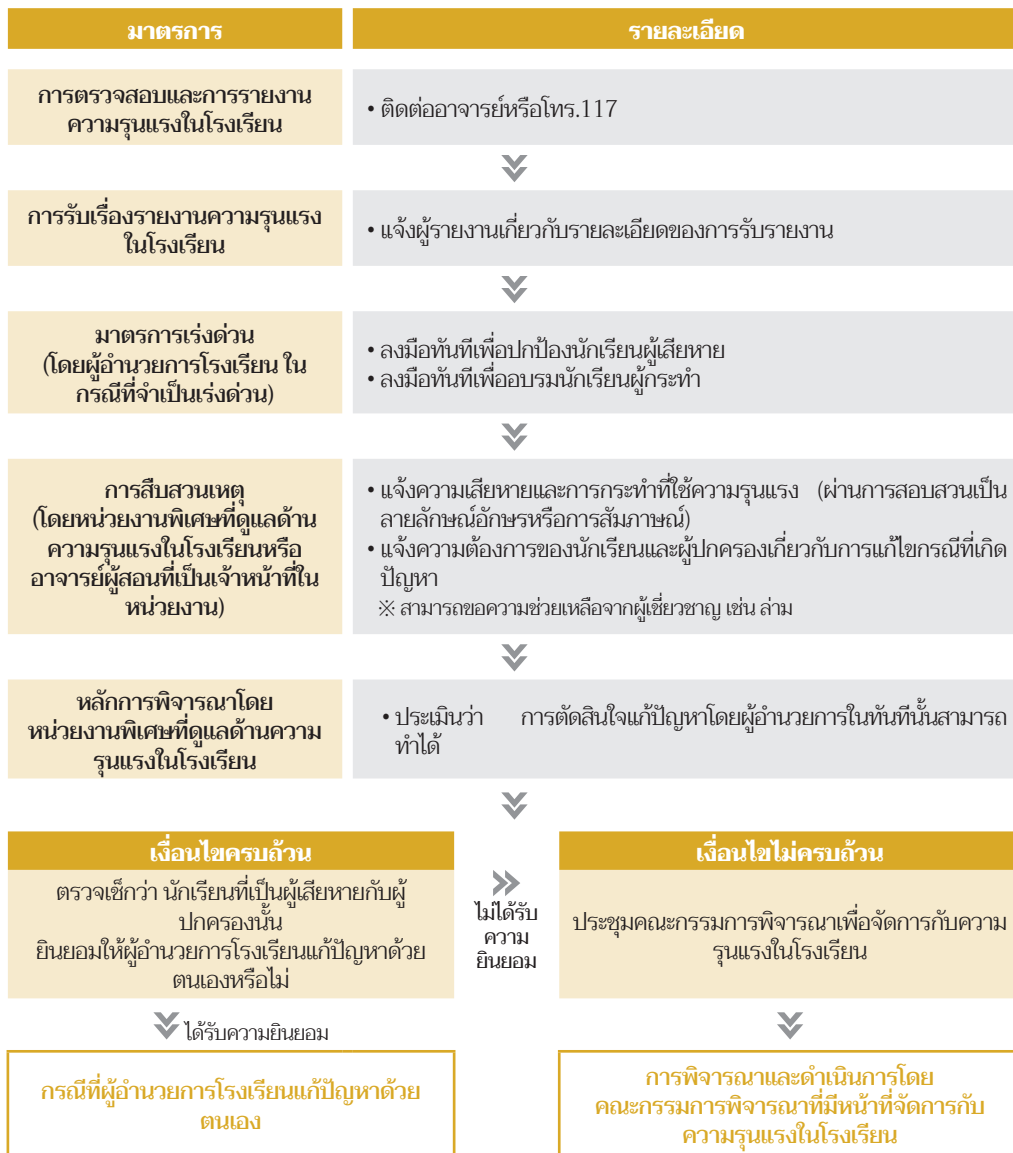 มาตรการ
รายละเอียด
การตรวจสอบและการรายงาน
ความรุนแรงในโรงเรียน
• ติดต่ออาจารย์หรือโทร.117
การรับเรื่องรายงานความรุนแรง
ในโรงเรียน
• แจ้งผู้รายงานเกี่ยวกับรายละเอียดของการรับรายงาน
มาตรการเร่งด่วน
(โดยผู้อำนวยการโรงเรียน ใน
กรณีที่จำเป็นเร่งด่วน)
• ลงมือทันทีเพื่อปกป้องนักเรียนผู้เสียหาย
• ลงมือทันทีเพื่ออบรมนักเรียนผู้กระทำ
การสืบสวนเหตุ
(โดยหน่วยงานพิเศษที่ดูแลด้าน
ความรุนแรงในโรงเรียนหรือ
อาจารย์ผู้สอนที่เป็นเจ้าหน้าที่ใน
หน่วยงาน)
• แจ้งความเสียหายและการกระทำที่ใช้ความรุนแรง (ผ่านการสอบสวนเป็น
ลายลักษณ์อักษรหรือการสัมภาษณ์)
• แจ้งความต้องการของนักเรียนและผู้ปกครองเกี่ยวกับการแก้ไขกรณีที่เกิด
ปัญหา
※ สามารถขอความช่วยเหลือจากผู้เชี่ยวชาญ เช่น ล่าม
หลักการพิจารณาโดย
หน่วยงานพิเศษที่ดูแลด้านความ
รุนแรงในโรงเรียน
• ประเมินว่า การตัดสินใจแก้ปัญหาโดยผู้อำนวยการในทันทีนั้นสามารถ
ทำได้
เงื่อนไขครบถ้วน
ตรวจเช็กว่า นักเรียนที่เป็นผู้เสียหายกับผู้
ปกครองนั้น
ยินยอมให้ผู้อำนวยการโรงเรียนแก้ปัญหาด้วย
ตนเองหรือไม่
ไม่ได้รับ
ความ
ยินยอม
เงื่อนไขไม่ครบถ้วน
ประชุมคณะกรรมการพิจารณาเพื่อจัดการกับความ
รุนแรงในโรงเรียน
ได้รับความยินยอม
กรณีที่ผู้อำนวยการโรงเรียนแก้ปัญหาด้วย
ตนเอง
การพิจารณาและดำเนินการโดย
คณะกรรมการพิจารณาที่มีหน้าที่จัดการกับ
ความรุนแรงในโรงเรียน